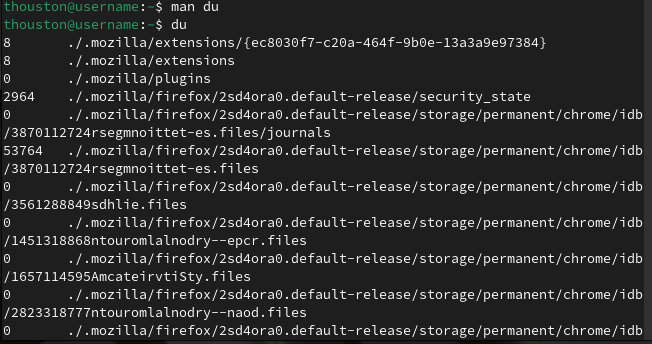 thouston@username:~$ man du
thouston@username:~$ du
8       ./.mozilla/extensions/{ec8030f7-c20a-464f-9b0e-13a3a9e97384}
8       ./.mozilla/extensions
0       ./.mozilla/plugins
2964    ./.mozilla/firefox/2sd4ora0.default-release/security_state
0       ./.mozilla/firefox/2sd4ora0.default-release/storage/permanent/chrome/idb
/3870112724rsegmnoittet-es.files/journals
53764   ./.mozilla/firefox/2sd4ora0.default-release/storage/permanent/chrome/idb
/3870112724rsegmnoittet-es.files
0       ./.mozilla/firefox/2sd4ora0.default-release/storage/permanent/chrome/idb
/3561288849sdhlie.files
0       ./.mozilla/firefox/2sd4ora0.default-release/storage/permanent/chrome/idb
/1451318868ntouromlalnodry--epcr.files
0       ./.mozilla/firefox/2sd4ora0.default-release/storage/permanent/chrome/idb
/1657114595AmcateirvtiSty.files
0       ./.mozilla/firefox/2sd4ora0.default-release/storage/permanent/chrome/idb
/2823318777ntouromlalnodry--naod.files
0       ./.mozilla/firefox/2sd4ora0.default-release/storage/permanent/chrome/idb